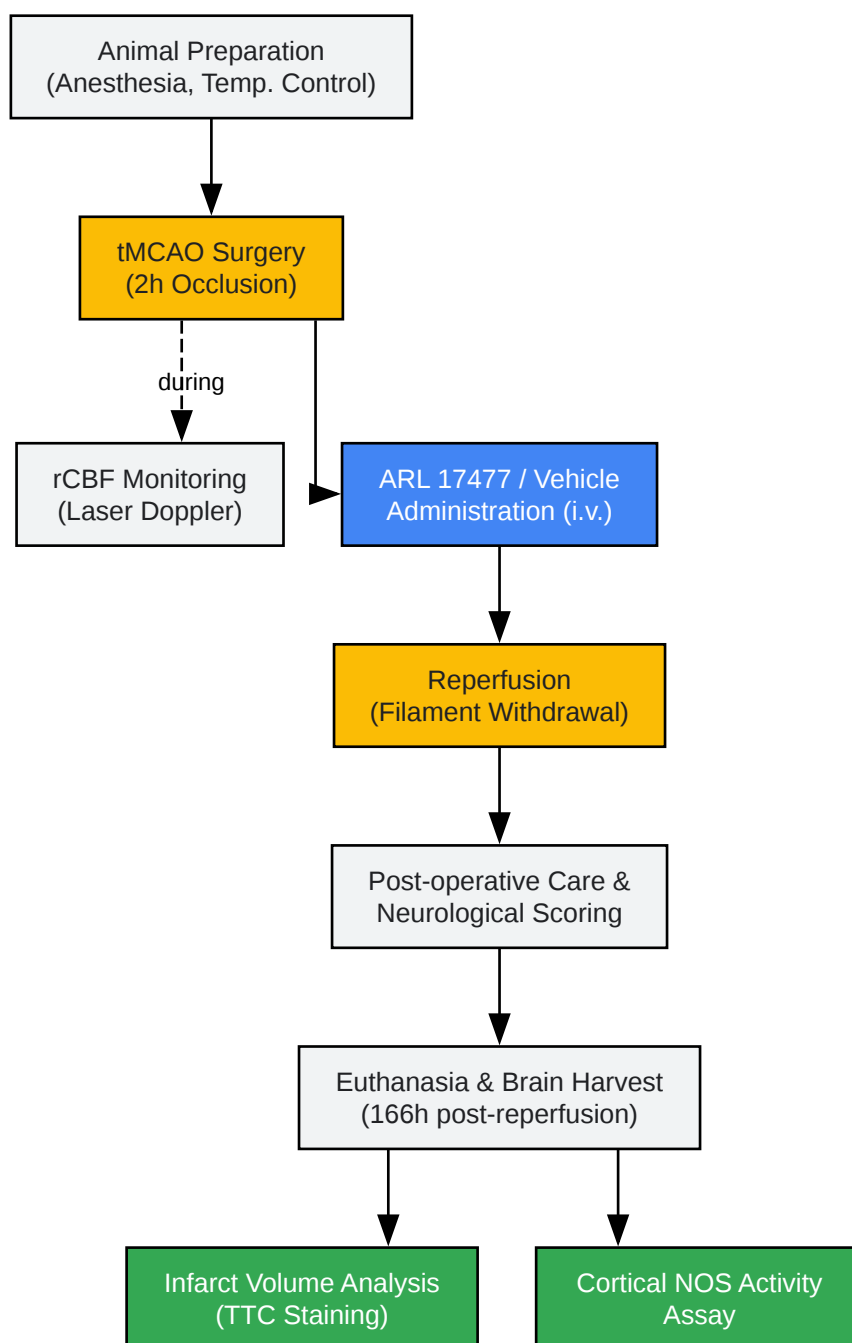 Animal Preparation
(Anesthesia, Temp. Control)
tMCAO Surgery
(2h Occlusion)
during
rCBF Monitoring
(Laser Doppler)
ARL 17477 / Vehicle
Administration (i.v.)
Reperfusion
(Filament Withdrawal)
Post-operative Care &
Neurological Scoring
Euthanasia & Brain Harvest
(166h post-reperfusion)
Infarct Volume Analysis
(TTC Staining)
Cortical NOS Activity
Assay